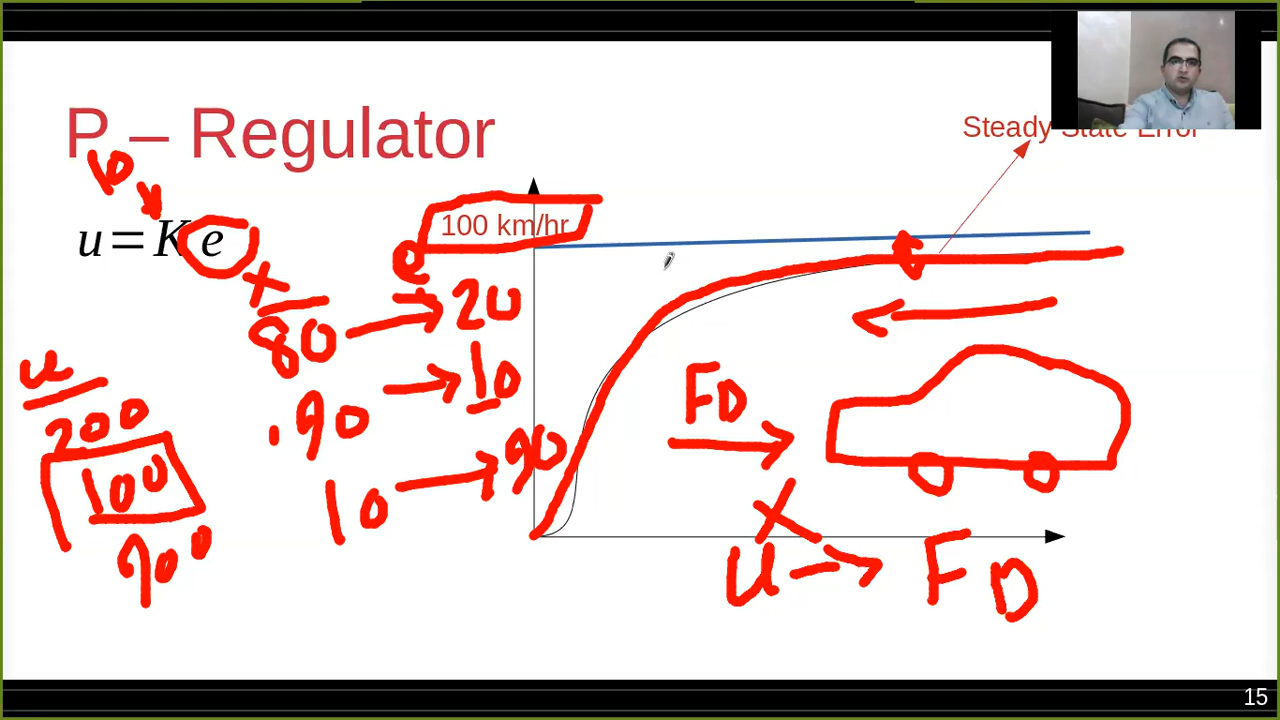 P – Regulator
Steady State Error
10
u = K e
100 km/hr
x
e
80 → 20
90 → 10
10 → 90
u
200
100
900
FD
x
u → FD
15